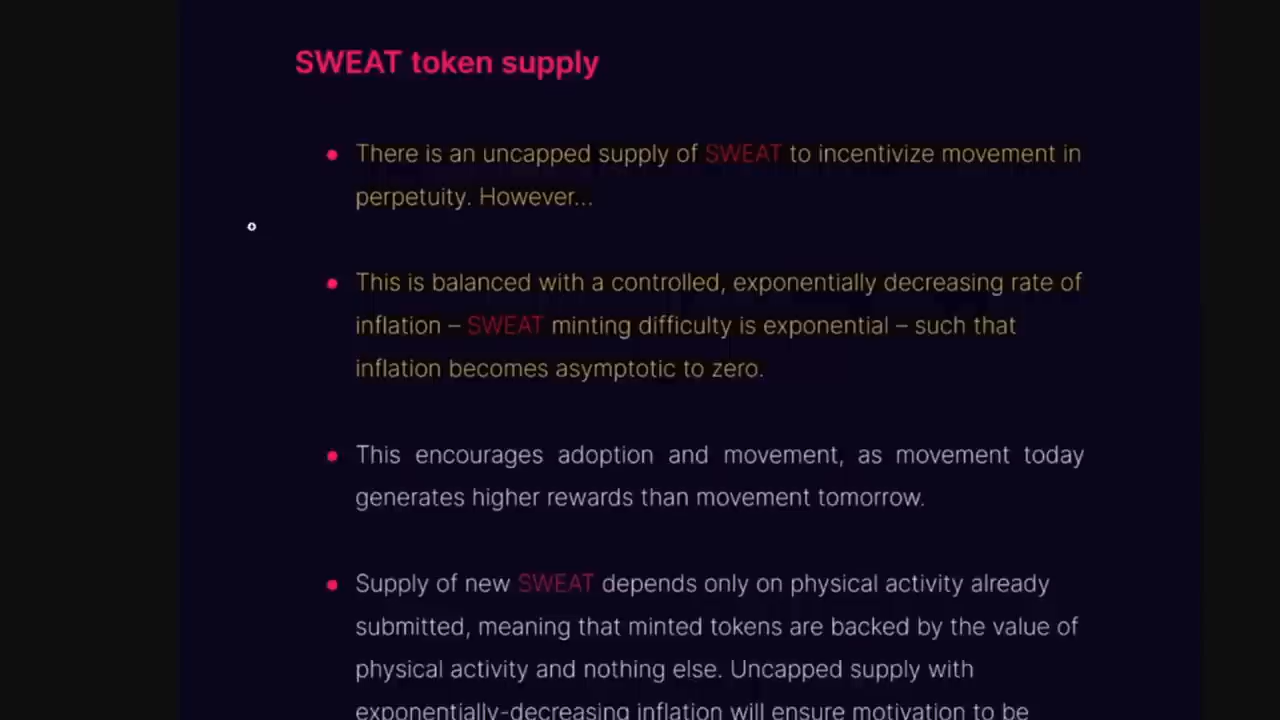 SWEAT token supply
There is an uncapped supply of SWEAT to incentivize movement in
perpetuity. However...
This is balanced with a controlled, exponentially decreasing rate of
inflation – SWEAT minting difficulty is exponential – such that
inflation becomes asymptotic to zero.
This encourages adoption and movement, as movement today
generates higher rewards than movement tomorrow.
Supply of new SWEAT depends only on physical activity already
submitted, meaning that minted tokens are backed by the value of
physical activity and nothing else. Uncapped supply with
exponentially-decreasing inflation will ensure motivation to be